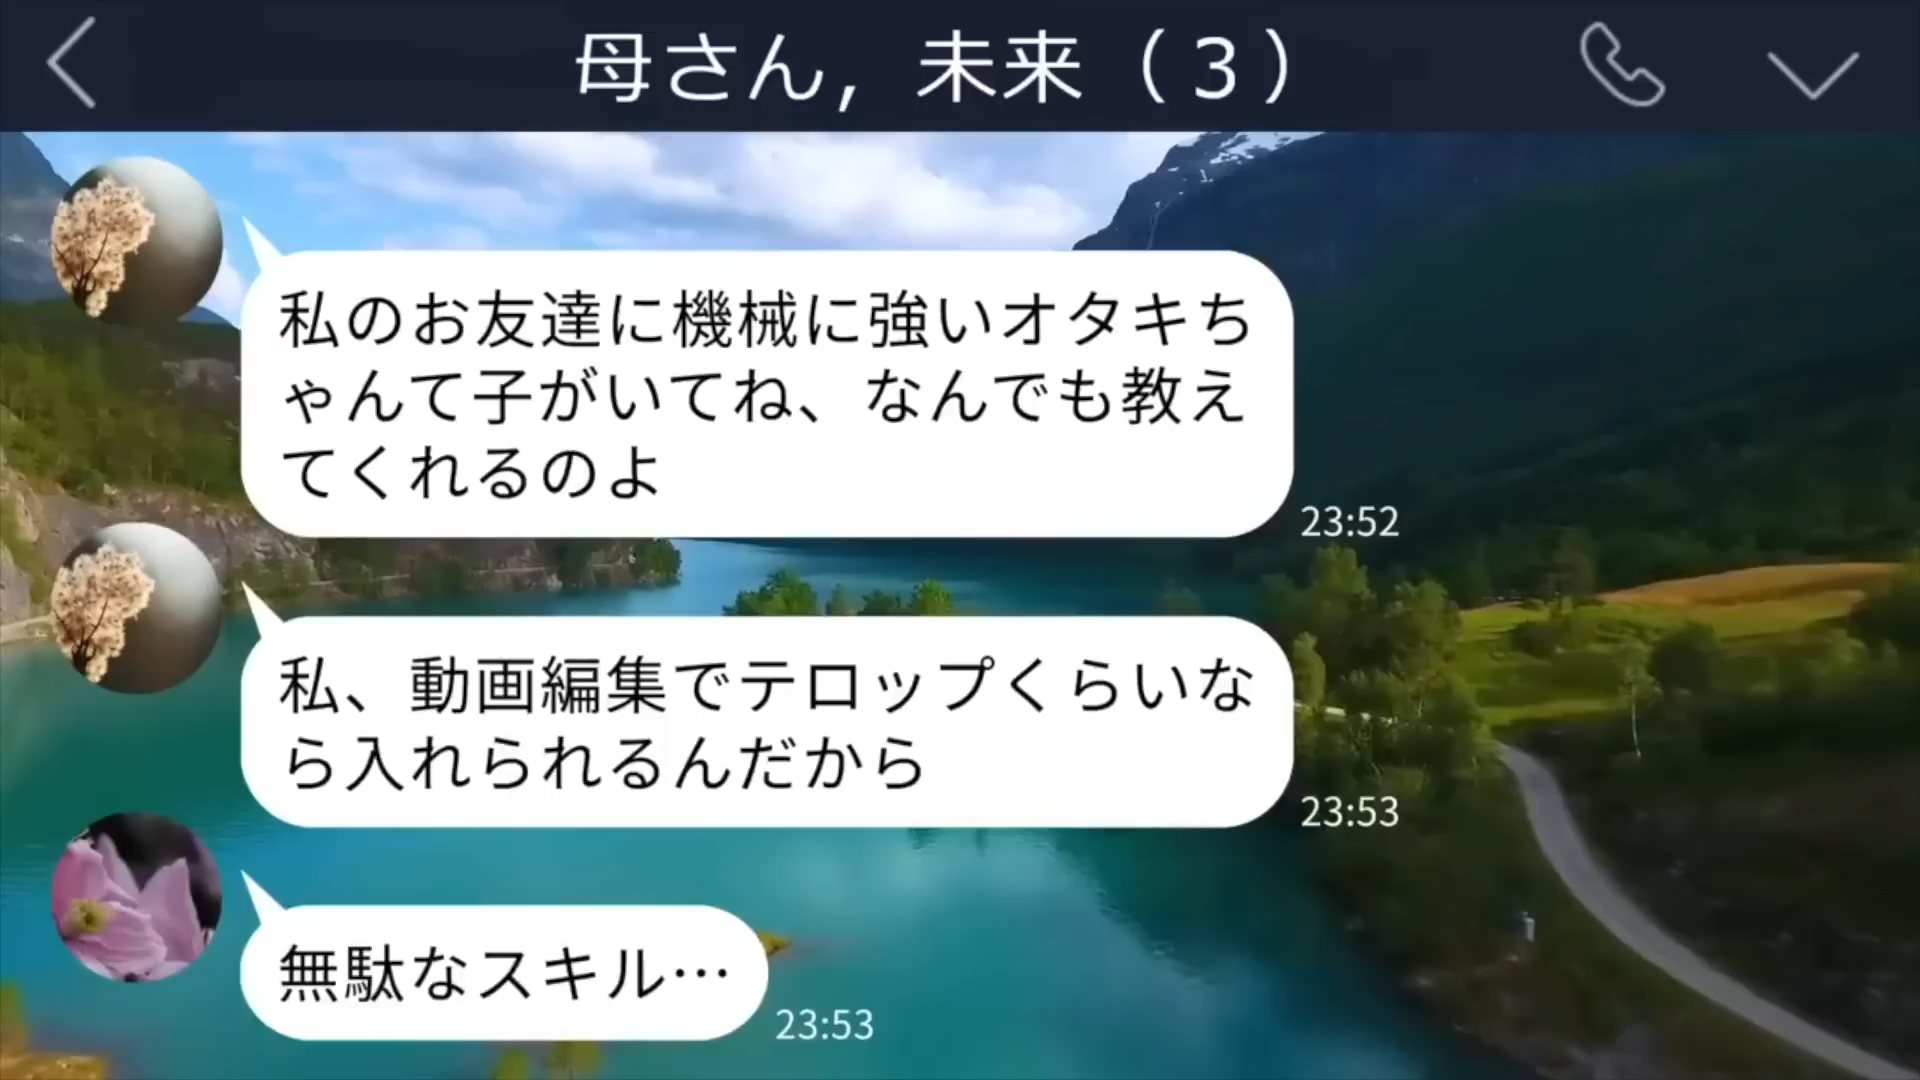 母さん，未来（３）
私のお友達に機械に強いオタキち
ゃんて子がいてね、なんでも教え
てくれるのよ
23:52
私、動画編集でテロップくらいな
ら入れられるんだから
23:53
無駄なスキル…
23:53